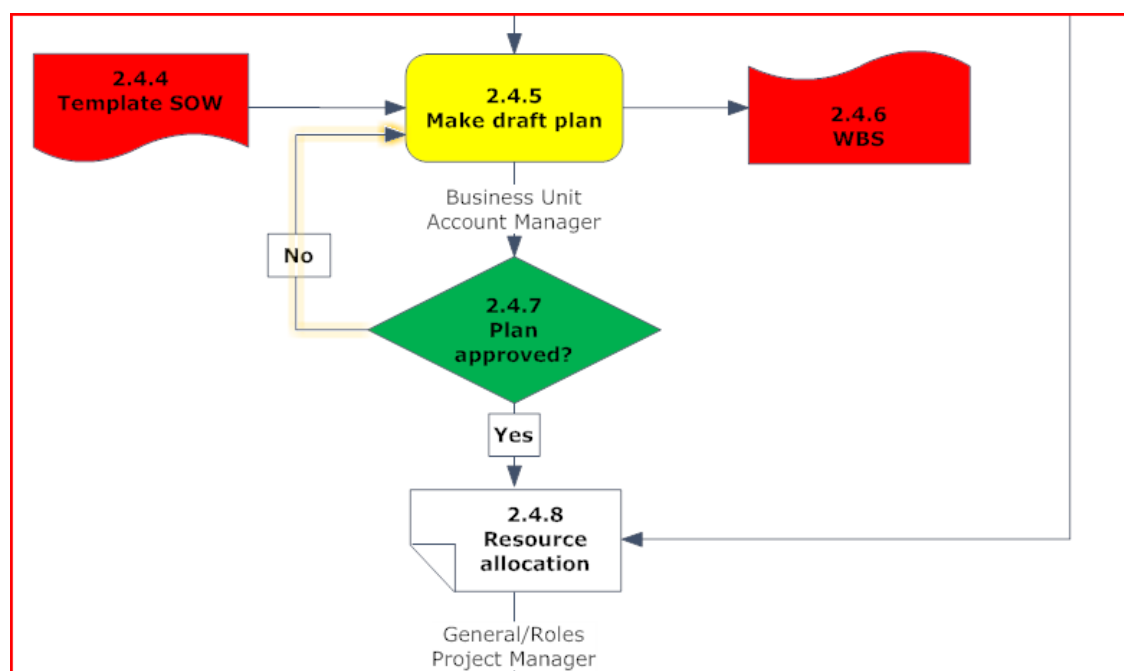 2.4.4
Template SOW
2.4.5
Make draft plan
2.4.6
WBS
Business Unit
Account Manager
No
2.4.7
Plan
approved?
Yes
2.4.8
Resource
allocation
General/Roles
Project Manager